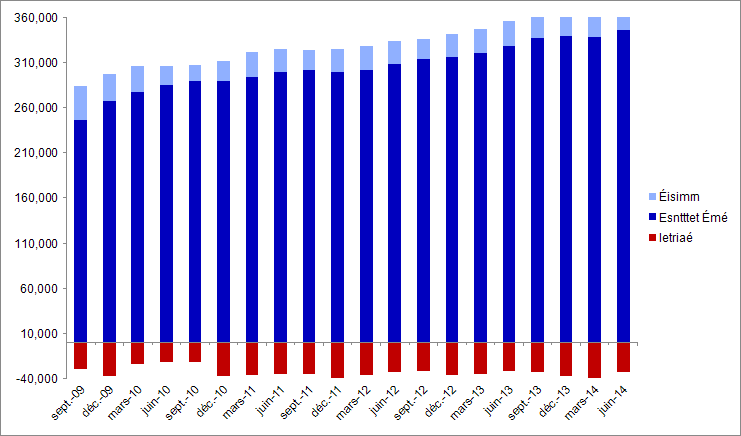 360,000
310,000
260,000
210,000
160,000
110,000
60,000
10,000
-40,000
sept.-09
déc.-09
mars-10
juin-10
sept.-10
déc.-10
mars-11
juin-11
sept.-11
déc.-11
mars-12
juin-12
sept.-12
déc.-12
mars-13
juin-13
sept.-13
déc.-13
mars-14
juin-14
Éisimm
Esntttet Émé
letriaé